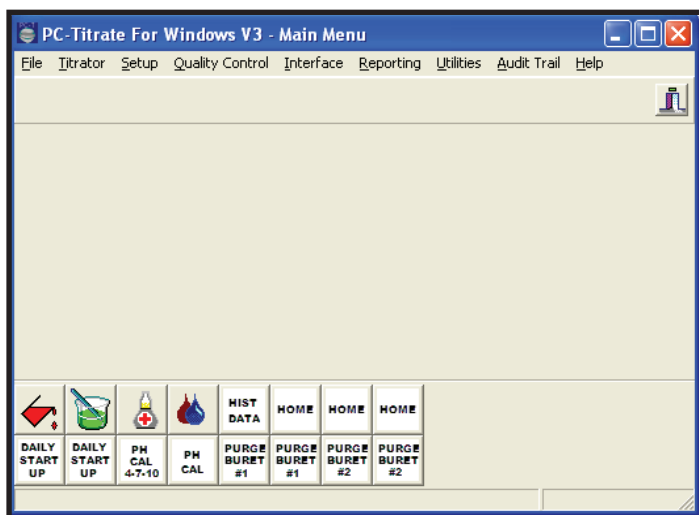 PC-Titrate For Windows V3 - Main Menu
File Titrator Setup Quality Control Interface Reporting Utilities Audit Trail Help
HIST
DATA
HOME
HOME
HOME
DAILY
START
UP
DAILY
START
UP
PH
CAL
4-7-10
PH
CAL
PURGE
BURET
#1
PURGE
BURET
#1
PURGE
BURET
#2
PURGE
BURET
#2